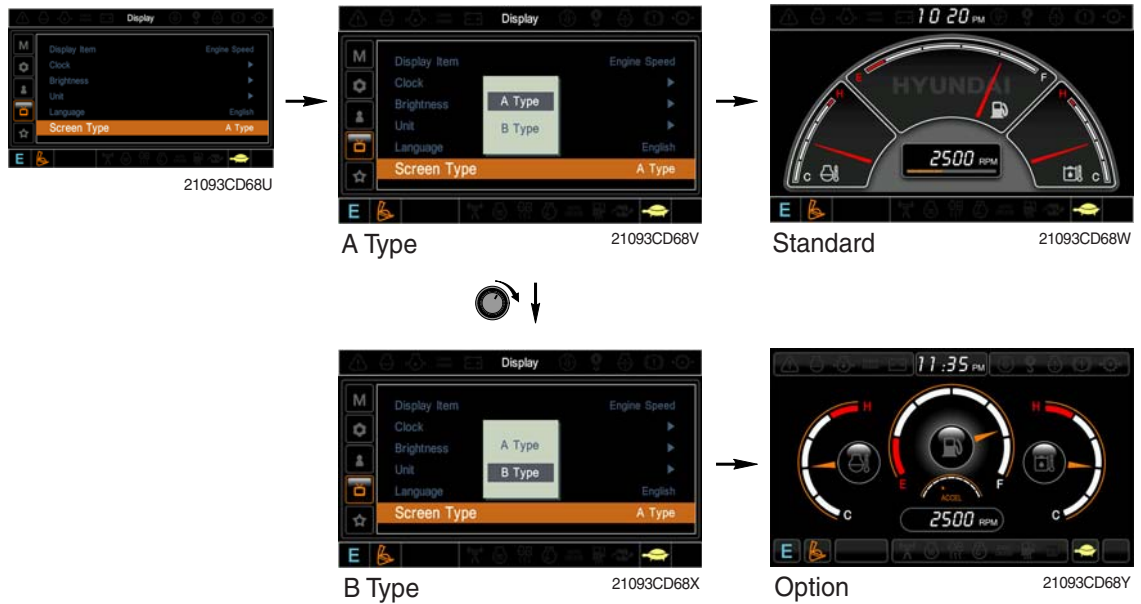 Display
M
Display Item Engine Speed
Clock
Brightness
Unit
Language English
Screen Type A Type
E
21093CD68U
Display
M
Display Item Engine Speed
Clock
Brightness
Unit
Language English
Screen Type A Type
A Type
B Type
E
A Type
21093CD68V
10 20 PM
HYUNDAI
E
F
H
H
C
C
2500 RPM
E
Standard
21093CD68W
Display
M
Display Item Engine Speed
Clock
Brightness
Unit
Language English
Screen Type A Type
A Type
B Type
E
B Type
21093CD68X
11:35 PM
H
H
E
F
ACCEL
C
C
2500 RPM
E
Option
21093CD68Y